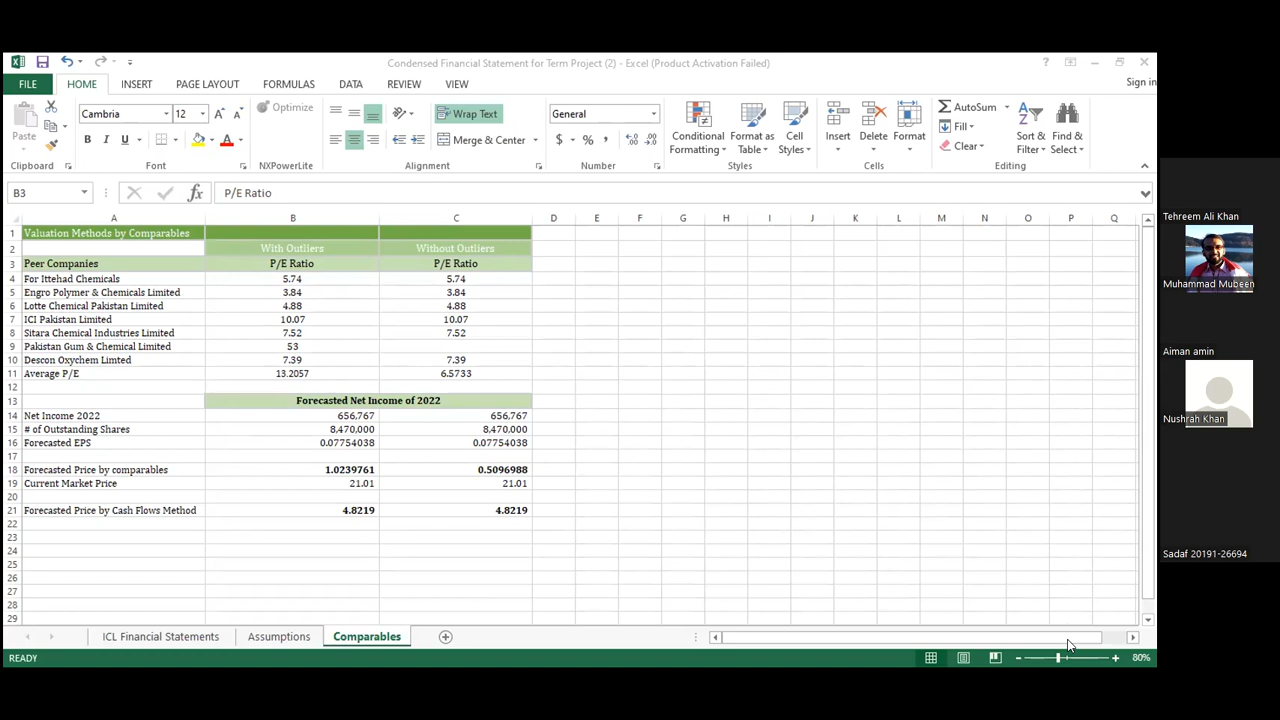 Condensed Financial Statement for Term Project (2) - Excel (Product Activation Failed)
FILE HOME INSERT PAGE LAYOUT FORMULAS DATA REVIEW VIEW Sign in
Cambria 12 Optimize Wrap Text General Conditional Formatting Format as Table Cell Styles Insert Delete Format AutoSum
Paste B I U Merge & Center $ % Fill Sort & Filter Find & Select
Clear
Clipboard Font NXPowerLite Alignment Number Styles Cells Editing
B3 fx P/E Ratio
A B C D E F G H I J K L M N O P Q
1 Valuation Methods by Comparables
2 With Outliers Without Outliers
3 Peer Companies P/E Ratio P/E Ratio
4 For Ittehad Chemicals 5.74 5.74
5 Engro Polymer & Chemicals Limited 3.84 3.84
6 Lotte Chemical Pakistan Limited 4.88 4.88
7 ICI Pakistan Limited 10.07 10.07
8 Sitara Chemical Industries Limited 7.52 7.52
9 Pakistan Gum & Chemical Limited 53
10 Descon Oxychem Limted 7.39 7.39
11 Average P/E 13.2057 6.5733
12
13 Forecasted Net Income of 2022
14 Net Income 2022 656,767 656,767
15 # of Outstanding Shares 8,470,000 8,470,000
16 Forecasted EPS 0.07754038 0.07754038
17
18 Forecasted Price by comparables 1.0239761 0.5096988
19 Current Market Price 21.01 21.01
20
21 Forecasted Price by Cash Flows Method 4.8219 4.8219
22
23
24
25
26
27
28
29
ICL Financial Statements Assumptions Comparables
READY 80%
Tehreem Ali Khan
Muhammad Mubeen
Aiman amin
Nushrah Khan
Sadaf 20191-26694